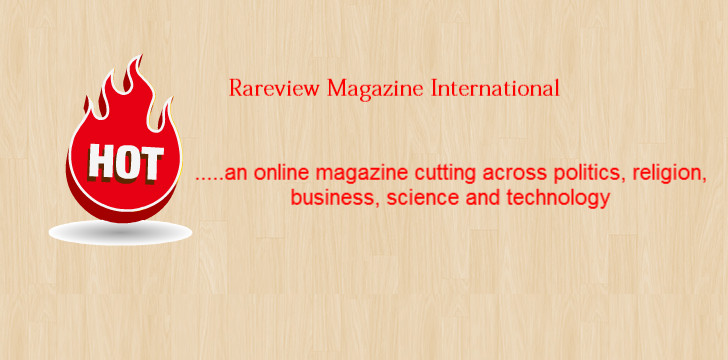 Rareview Magazine International
HOT
.....an online magazine cutting across politics, religion,
business, science and technology